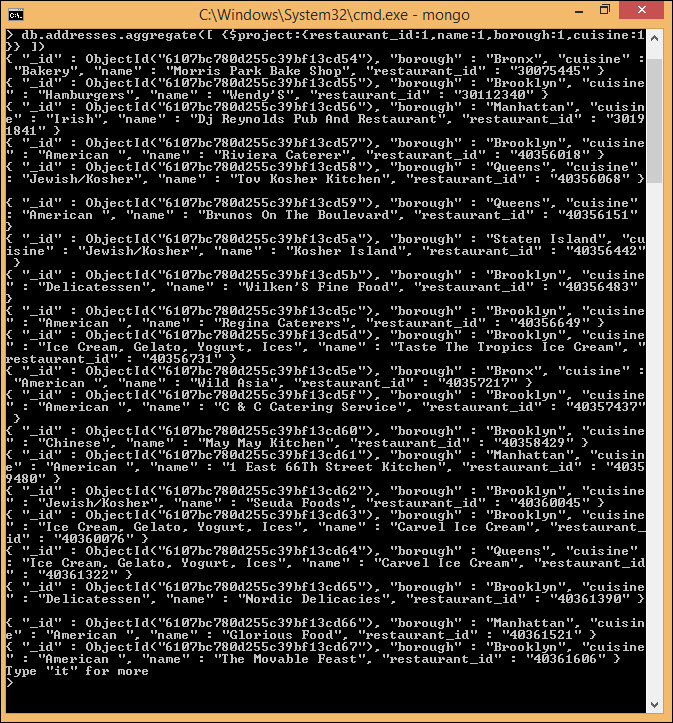 C:\Windows\System32\cmd.exe - mongo
> db.addresses.aggregate([ {$project:{restaurant_id:1,name:1,borough:1,cuisine:1
}} ])
{ "_id" : ObjectId("6107bc780d255c39bf13cd54"), "borough" : "Bronx", "cuisine" :
 "Bakery", "name" : "Morris Park Bake Shop", "restaurant_id" : "30075445" }
{ "_id" : ObjectId("6107bc780d255c39bf13cd55"), "borough" : "Brooklyn", "cuisine
" : "Hamburgers", "name" : "Wendy'S", "restaurant_id" : "30112340" }
{ "_id" : ObjectId("6107bc780d255c39bf13cd56"), "borough" : "Manhattan", "cuisin
e" : "Irish", "name" : "Dj Reynolds Pub And Restaurant", "restaurant_id" : "3019
1841" }
{ "_id" : ObjectId("6107bc780d255c39bf13cd57"), "borough" : "Brooklyn", "cuisine
" : "American ", "name" : "Riviera Caterer", "restaurant_id" : "40356018" }
{ "_id" : ObjectId("6107bc780d255c39bf13cd58"), "borough" : "Queens", "cuisine" :
"Jewish/Kosher", "name" : "Tov Kosher Kitchen", "restaurant_id" : "40356068" }
{ "_id" : ObjectId("6107bc780d255c39bf13cd59"), "borough" : "Queens", "cuisine" :
"American ", "name" : "Brunos On The Boulevard", "restaurant_id" : "40356151"
}
{ "_id" : ObjectId("6107bc780d255c39bf13cd5a"), "borough" : "Staten Island", "cu
isine" : "Jewish/Kosher", "name" : "Kosher Island", "restaurant_id" : "40356442"
 }
{ "_id" : ObjectId("6107bc780d255c39bf13cd5b"), "borough" : "Brooklyn", "cuisine
" : "Delicatessen", "name" : "Wilken'S Fine Food", "restaurant_id" : "40356483"
}
{ "_id" : ObjectId("6107bc780d255c39bf13cd5c"), "borough" : "Brooklyn", "cuisine
" : "American ", "name" : "Regina Caterers", "restaurant_id" : "40356649" }
{ "_id" : ObjectId("6107bc780d255c39bf13cd5d"), "borough" : "Brooklyn", "cuisine
" : "Ice Cream, Gelato, Yogurt, Ices", "name" : "Taste The Tropics Ice Cream", "
restaurant_id" : "40356731" }
{ "_id" : ObjectId("6107bc780d255c39bf13cd5e"), "borough" : "Bronx", "cuisine" :
 "American ", "name" : "Wild Asia", "restaurant_id" : "40357217" }
{ "_id" : ObjectId("6107bc780d255c39bf13cd5f"), "borough" : "Brooklyn", "cuisine
" : "American ", "name" : "C & C Catering Service", "restaurant_id" : "40357437"
 }
{ "_id" : ObjectId("6107bc780d255c39bf13cd60"), "borough" : "Brooklyn", "cuisine
" : "Chinese", "name" : "May May Kitchen", "restaurant_id" : "40358429" }
{ "_id" : ObjectId("6107bc780d255c39bf13cd61"), "borough" : "Manhattan", "cuisin
e" : "American ", "name" : "1 East 66Th Street Kitchen", "restaurant_id" : "4035
9480" }
{ "_id" : ObjectId("6107bc780d255c39bf13cd62"), "borough" : "Brooklyn", "cuisine
" : "Jewish/Kosher", "name" : "Seuda Foods", "restaurant_id" : "40360045" }
{ "_id" : ObjectId("6107bc780d255c39bf13cd63"), "borough" : "Brooklyn", "cuisine
" : "Ice Cream, Gelato, Yogurt, Ices", "name" : "Carvel Ice Cream", "restaurant_
id" : "40360076" }
{ "_id" : ObjectId("6107bc780d255c39bf13cd64"), "borough" : "Queens", "cuisine" :
"Ice Cream, Gelato, Yogurt, Ices", "name" : "Carvel Ice Cream", "restaurant_id
" : "40361322" }
{ "_id" : ObjectId("6107bc780d255c39bf13cd65"), "borough" : "Brooklyn", "cuisine
" : "Delicatessen", "name" : "Nordic Delicacies", "restaurant_id" : "40361390" }
{ "_id" : ObjectId("6107bc780d255c39bf13cd66"), "borough" : "Manhattan", "cuisin
e" : "American ", "name" : "Glorious Food", "restaurant_id" : "40361521" }
{ "_id" : ObjectId("6107bc780d255c39bf13cd67"), "borough" : "Brooklyn", "cuisine
" : "American ", "name" : "The Movable Feast", "restaurant_id" : "40361606" }
Type "it" for more
>